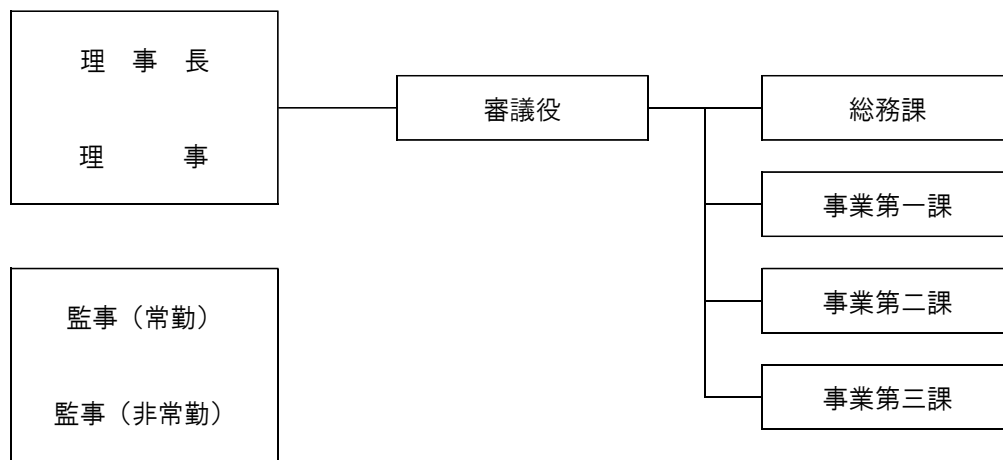 理　事　長
審議役
総務課
理　　　事
事業第一課
監事（常勤）
事業第二課
監事（非常勤）
事業第三課